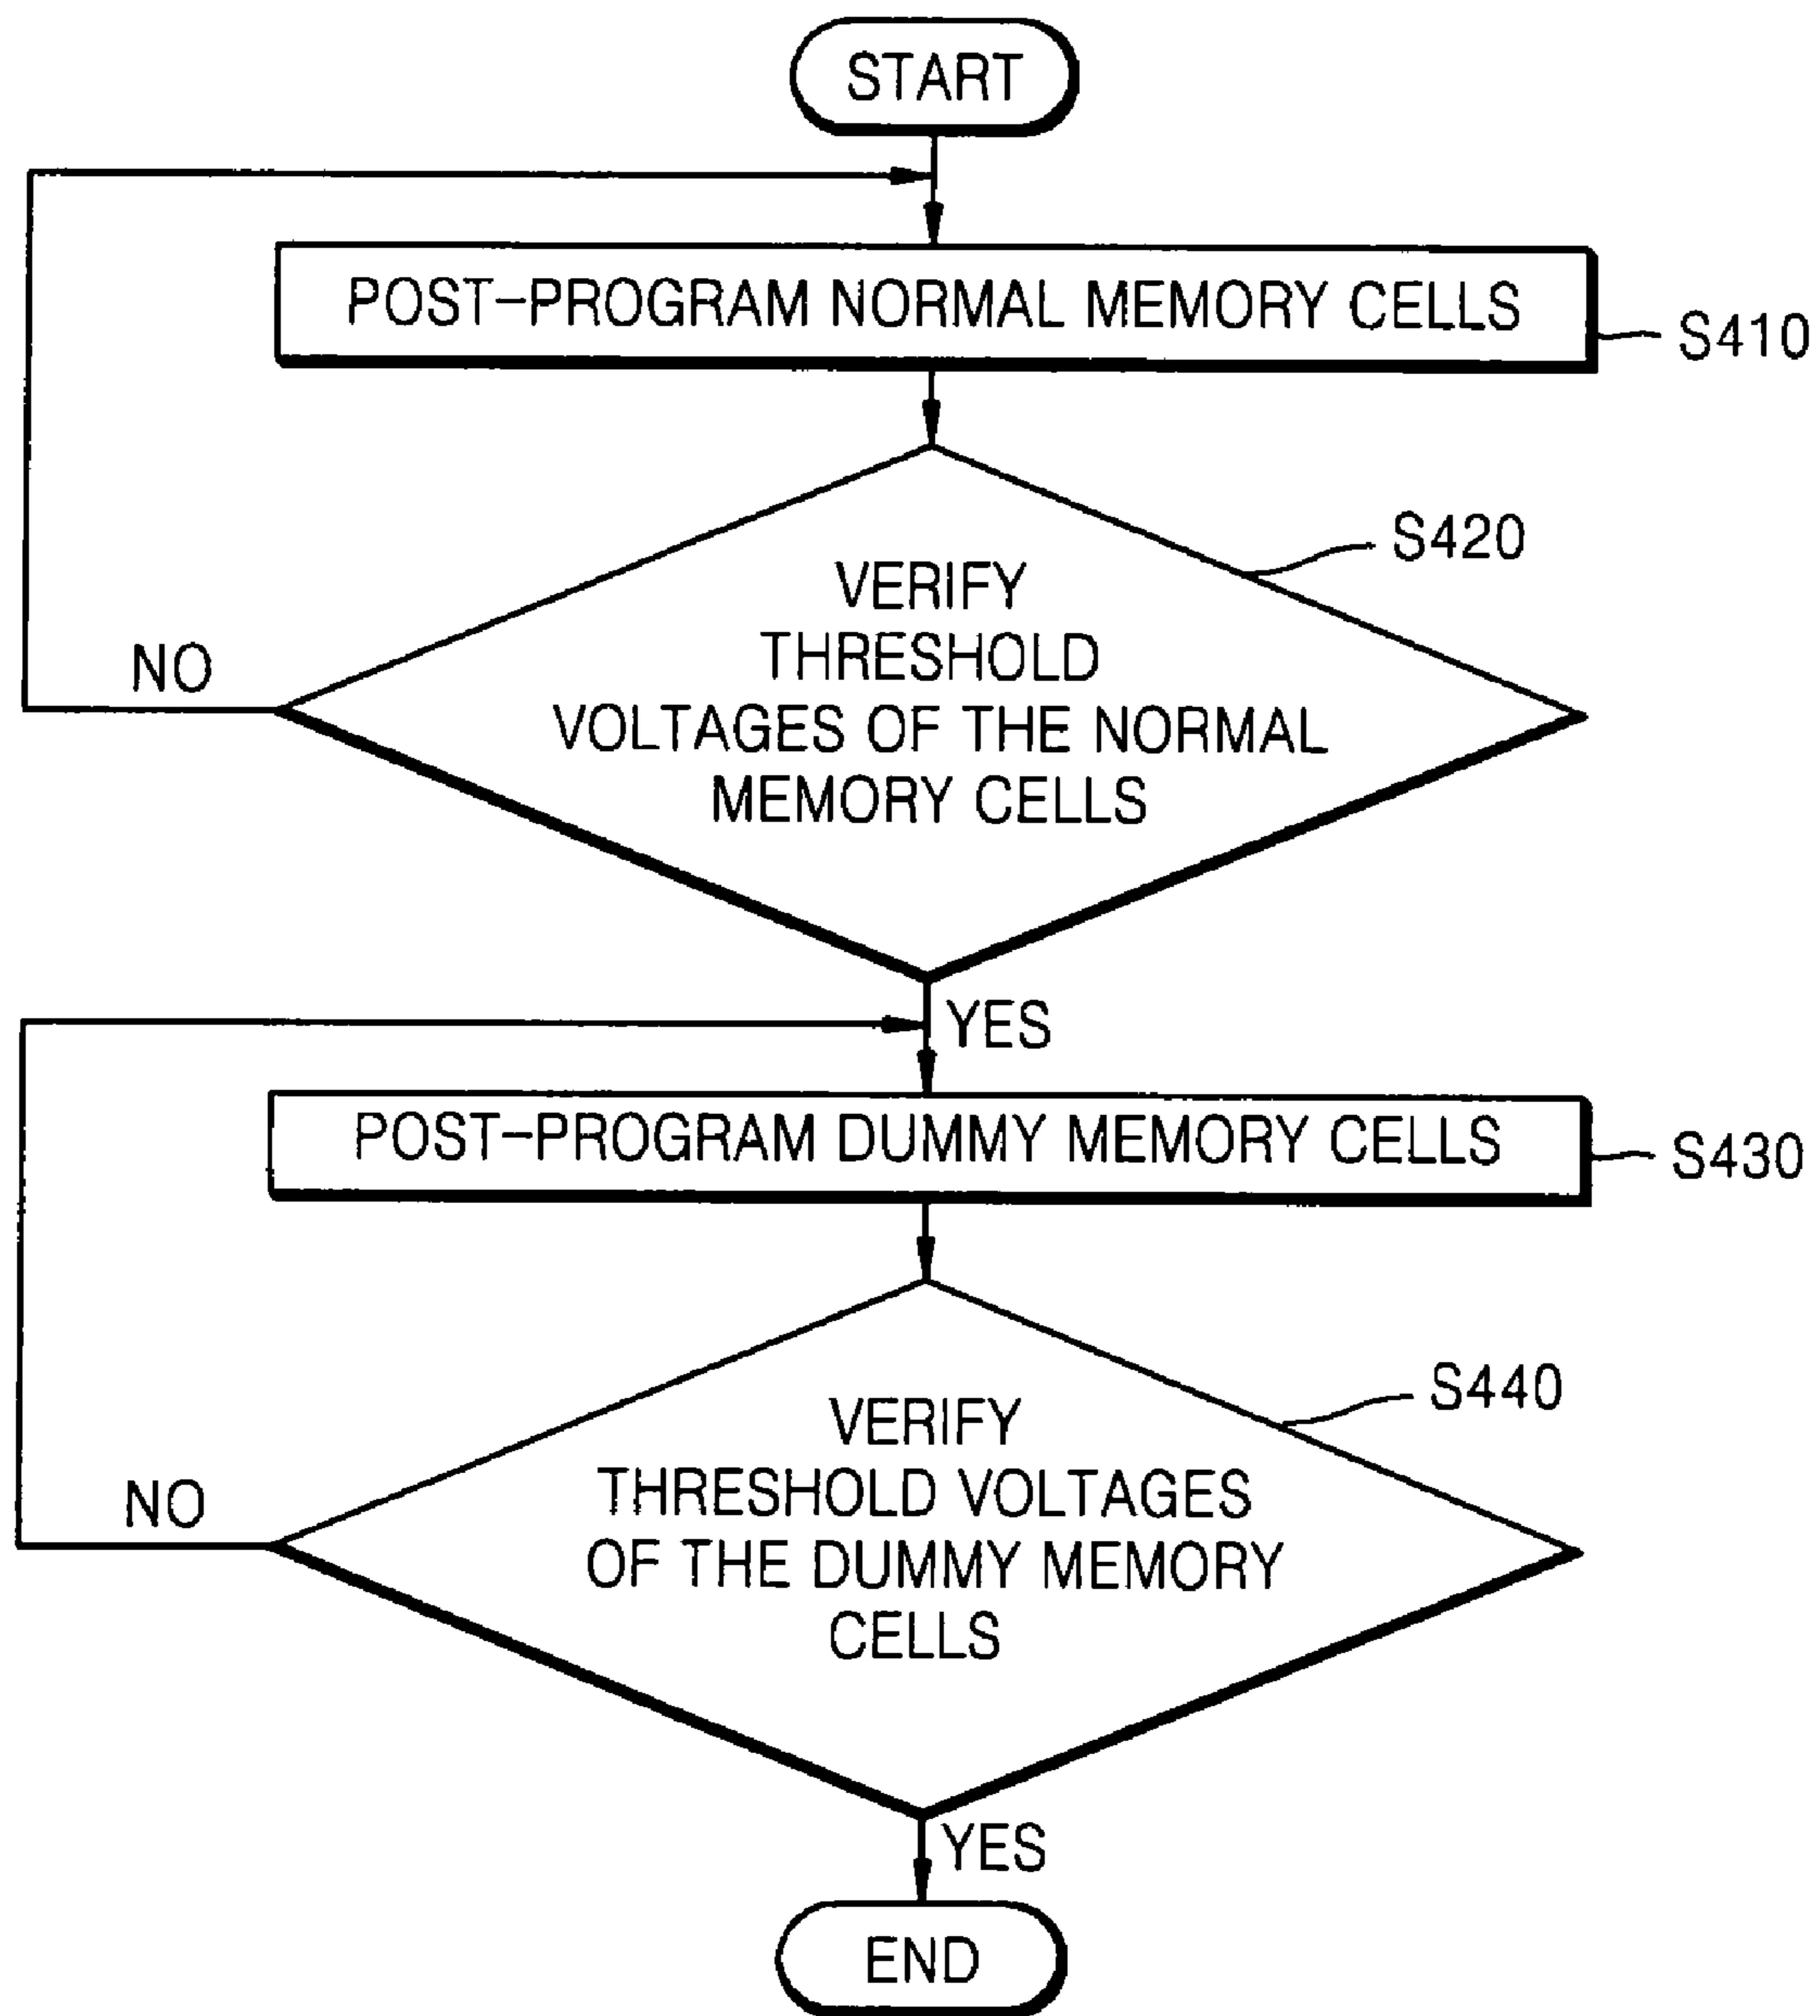 START
POST-PROGRAM NORMAL MEMORY CELLS
S410
S420
VERIFY
THRESHOLD
VOLTAGES OF THE NORMAL
MEMORY CELLS
NO
YES
POST-PROGRAM DUMMY MEMORY CELLS
S430
S440
VERIFY
THRESHOLD VOLTAGES
OF THE DUMMY MEMORY
CELLS
NO
YES
END